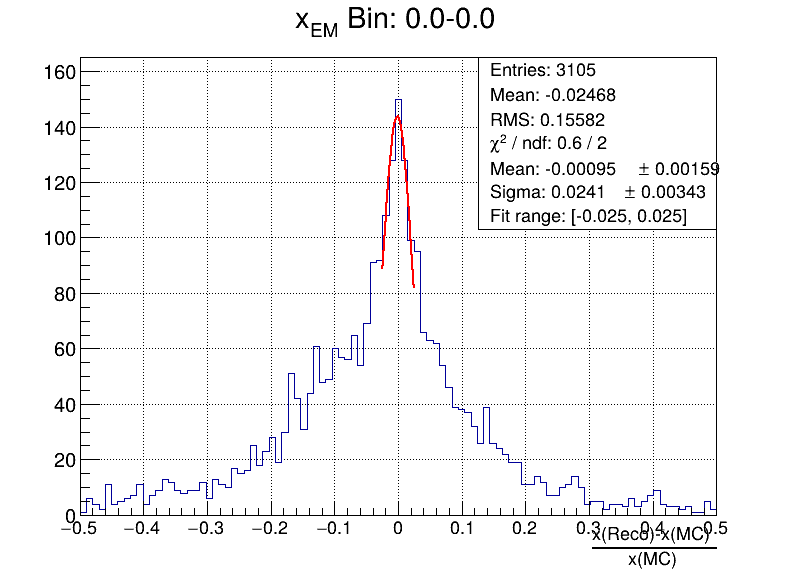 x_EM Bin: 0.0-0.0
Entries: 3105
Mean: -0.02468
RMS: 0.15582
χ² / ndf: 0.6 / 2
Mean: -0.00095 ± 0.00159
Sigma: 0.0241 ± 0.00343
Fit range: [-0.025, 0.025]
160
140
120
100
80
60
40
20
0
−0.5 −0.4 −0.3 −0.2 −0.1 0 0.1 0.2 0.3 0.4 0.5
x(Reco)-x(MC)
x(MC)